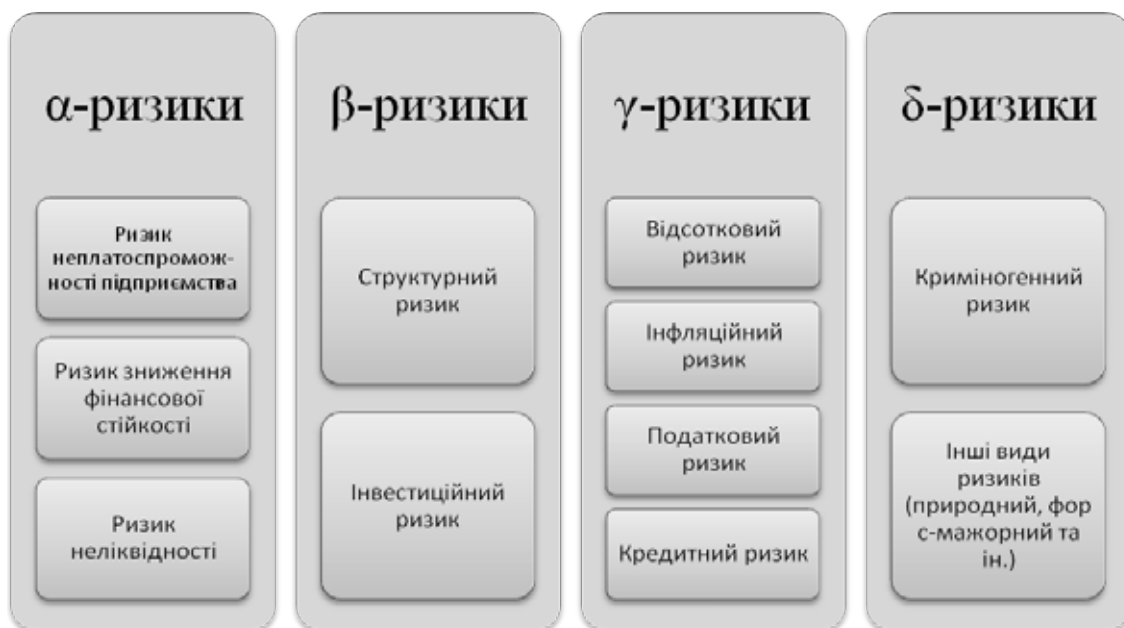 α-ризики
Ризик
неплатоспромож-
ності підприємства
Ризик зниження
фінансової
стійкості
Ризик
неліквідності
β-ризики
Структурний
ризик
Інвестиційний
ризик
γ-ризики
Відсотковий
ризик
Інфляційний
ризик
Податковий
ризик
Кредитний ризик
δ-ризики
Криміногенний
ризик
Інші види
ризиків
(природний, фор
с-мажорний та
ін.)